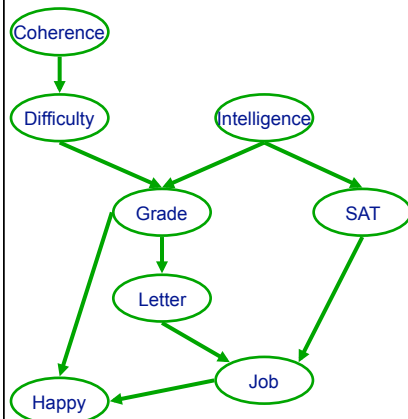 Coherence
Difficulty
Intelligence
Grade
SAT
Letter
Job
Happy